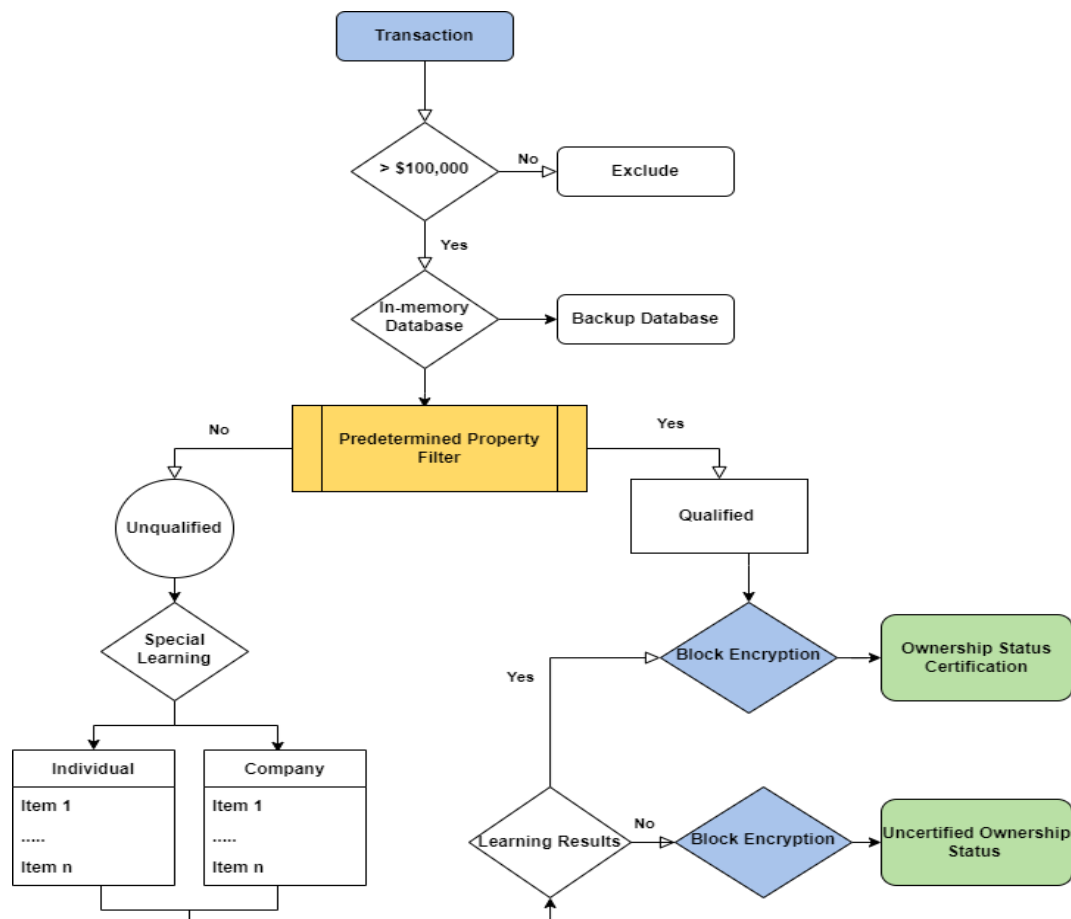 Transaction
> $100,000
No
Exclude
Yes
In-memory
Database
Backup Database
No
Predetermined Property
Filter
Yes
Unqualified
Qualified
Special
Learning
Block Encryption
Ownership Status
Certification
Yes
Individual
Company
Item 1
.....
Item n
Item 1
.....
Item n
Learning Results
No
Block Encryption
Uncertified Ownership
Status